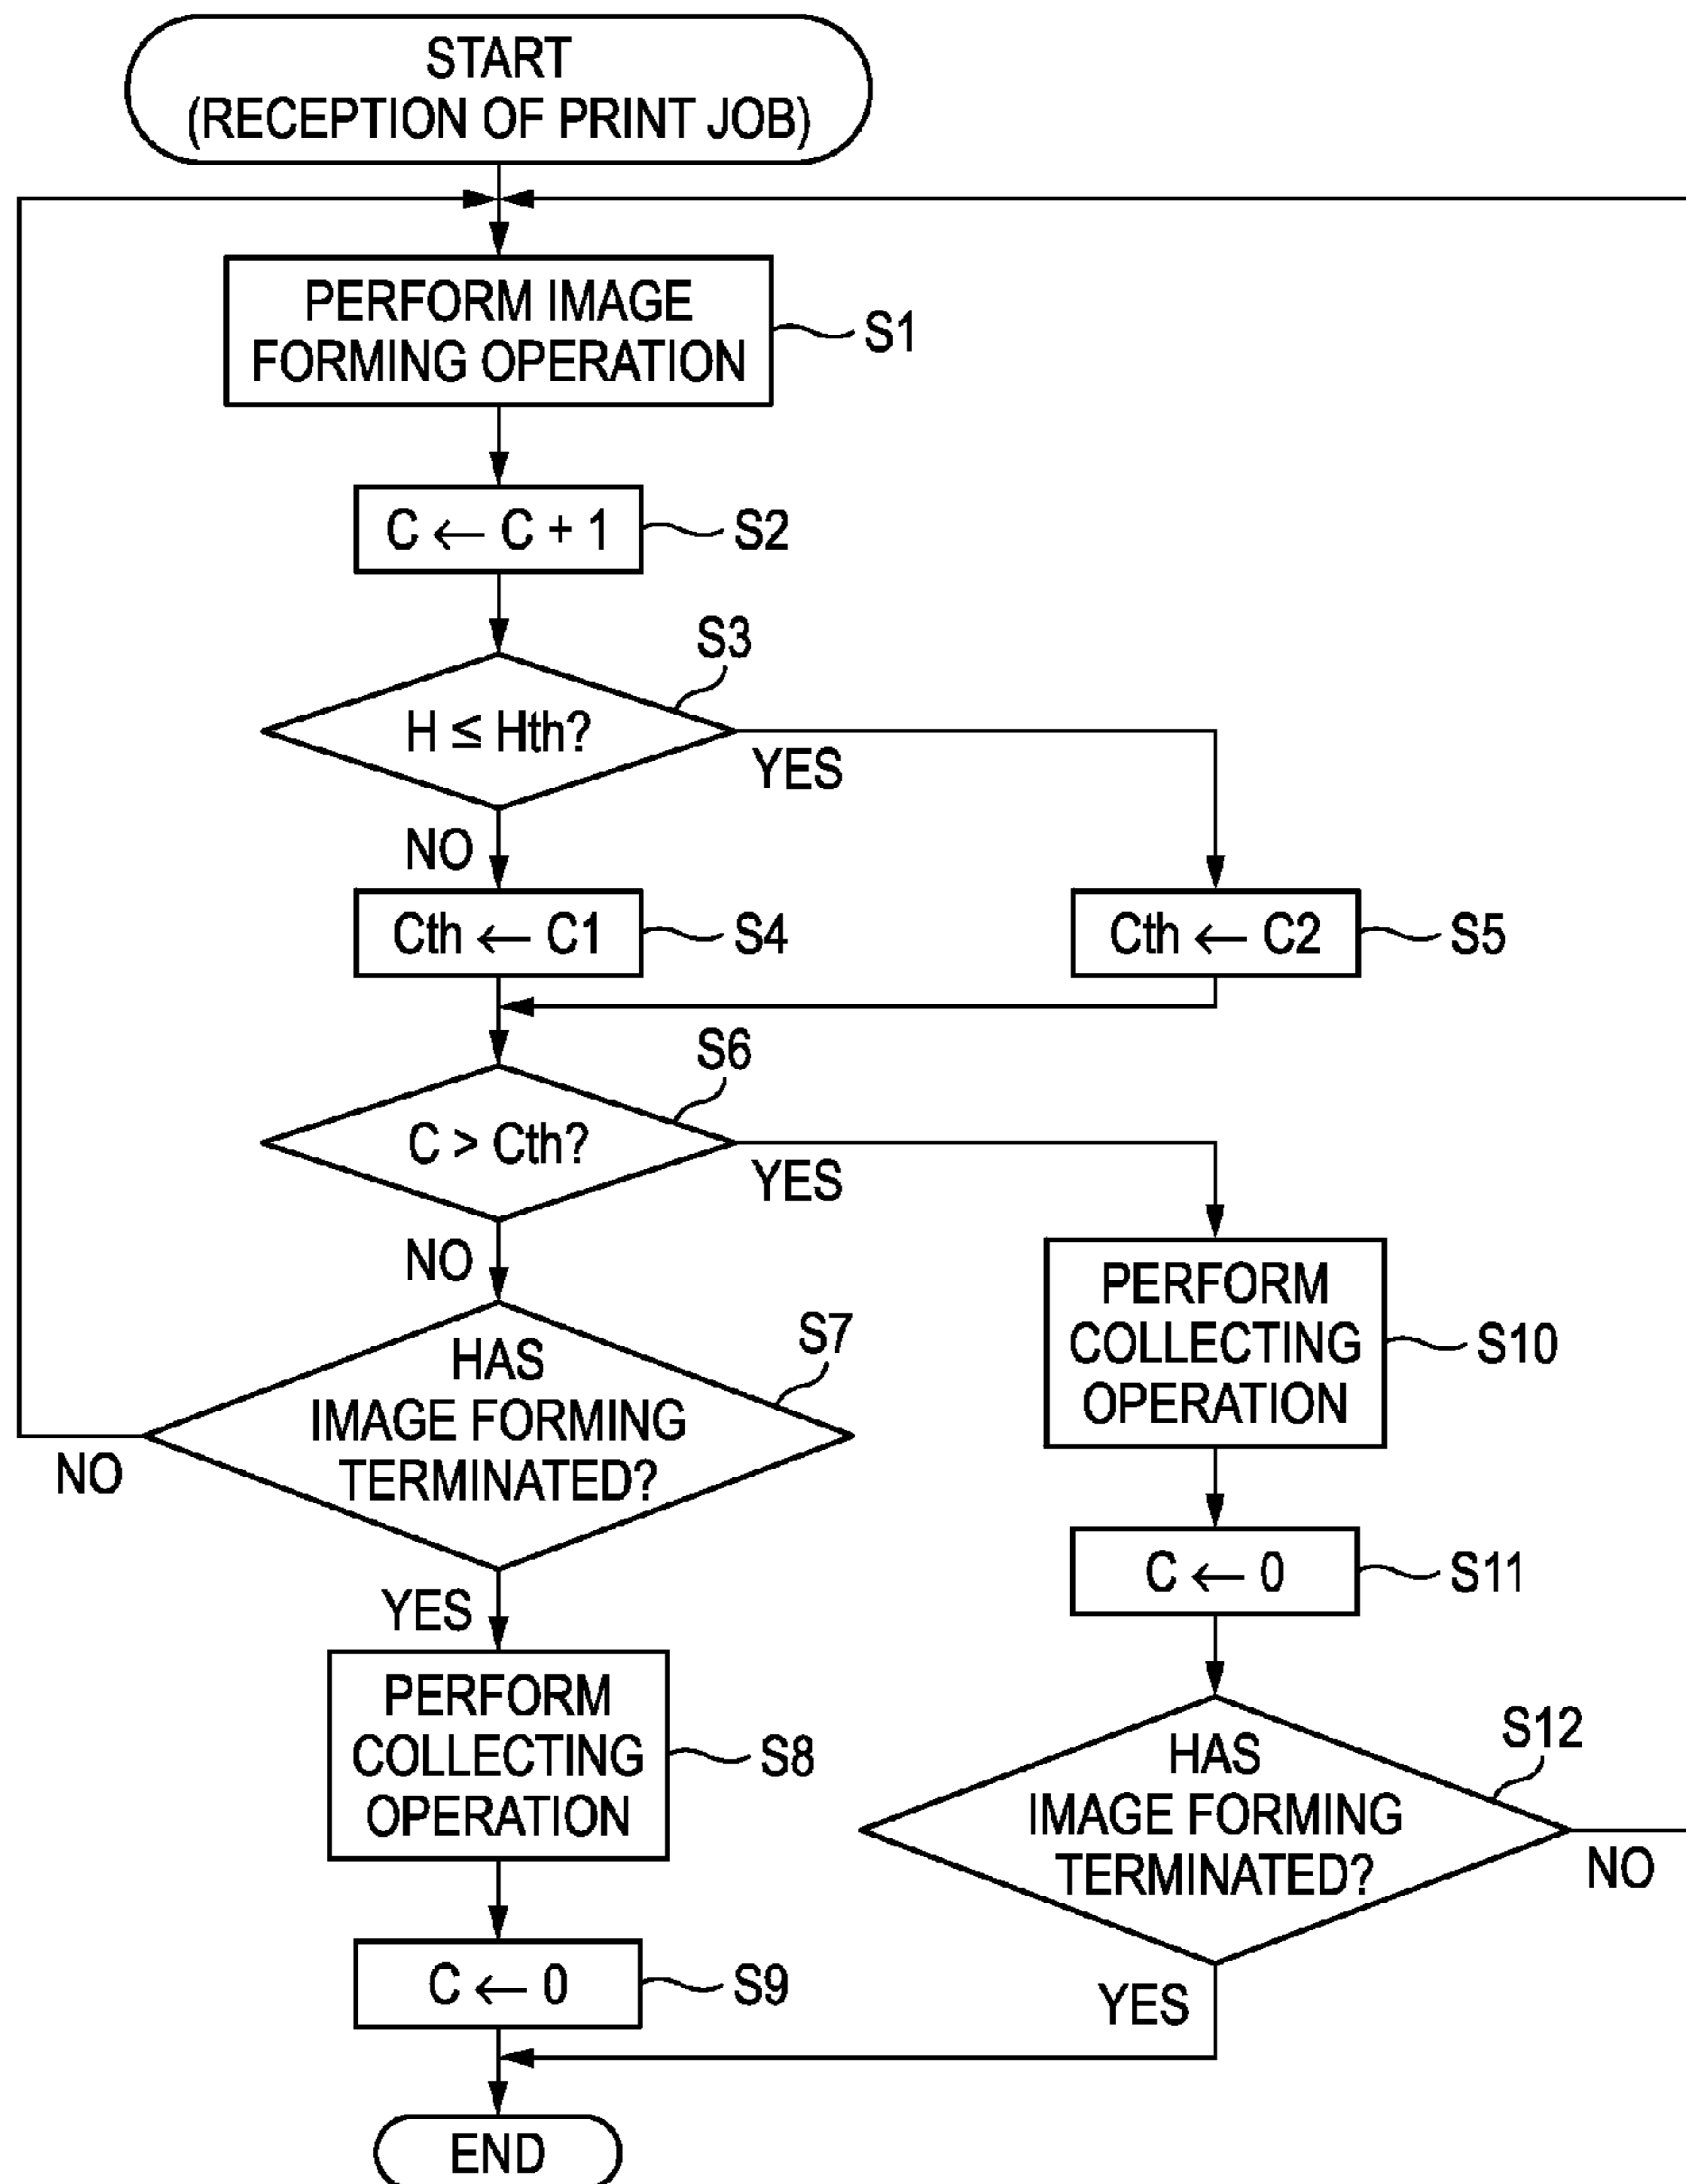 START
(RECEPTION OF PRINT JOB)
PERFORM IMAGE
FORMING OPERATION
S1
C ← C + 1
S2
S3
H ≤ Hth?
YES
NO
Cth ← C1
S4
Cth ← C2
S5
S6
C > Cth?
YES
NO
S7
HAS
IMAGE FORMING
TERMINATED?
NO
YES
PERFORM
COLLECTING
OPERATION
S10
C ← 0
S11
PERFORM
COLLECTING
OPERATION
S8
S12
HAS
IMAGE FORMING
TERMINATED?
NO
YES
C ← 0
S9
END